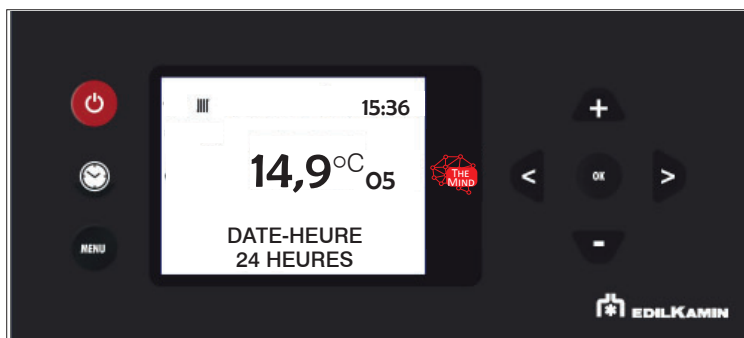 15:36
14,9°C 05
DATE-HEURE
24 HEURES
THE
MIND
MENU
+
<
OK
>
-
EDILKAMIN